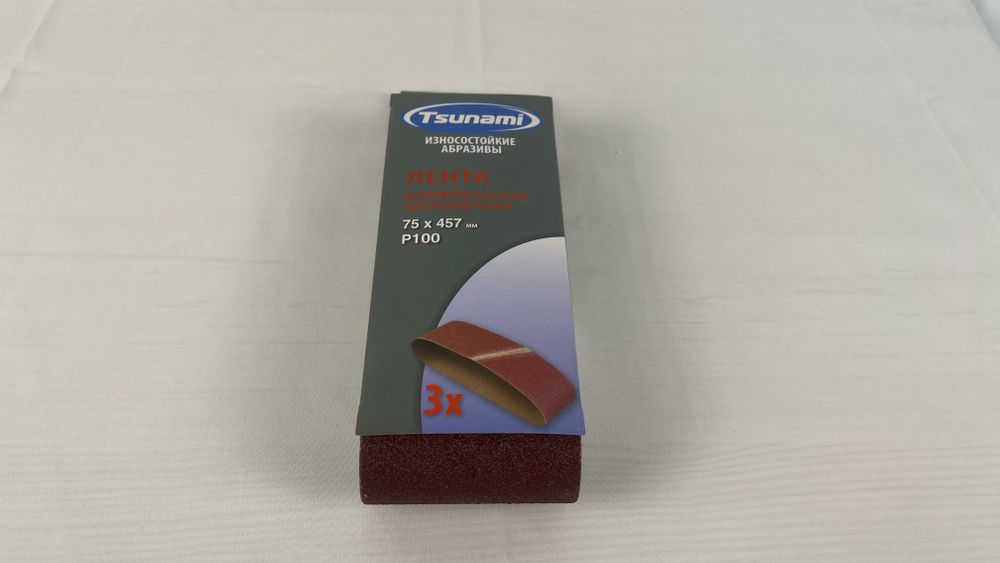 Tsunami
ИЗНОСОСТОЙКИЕ
АБРАЗИВЫ
ЛЕНТА
ШЛИФОВАЛЬНАЯ
БЕСКОНЕЧНАЯ
75 x 457 мм
P100
3x